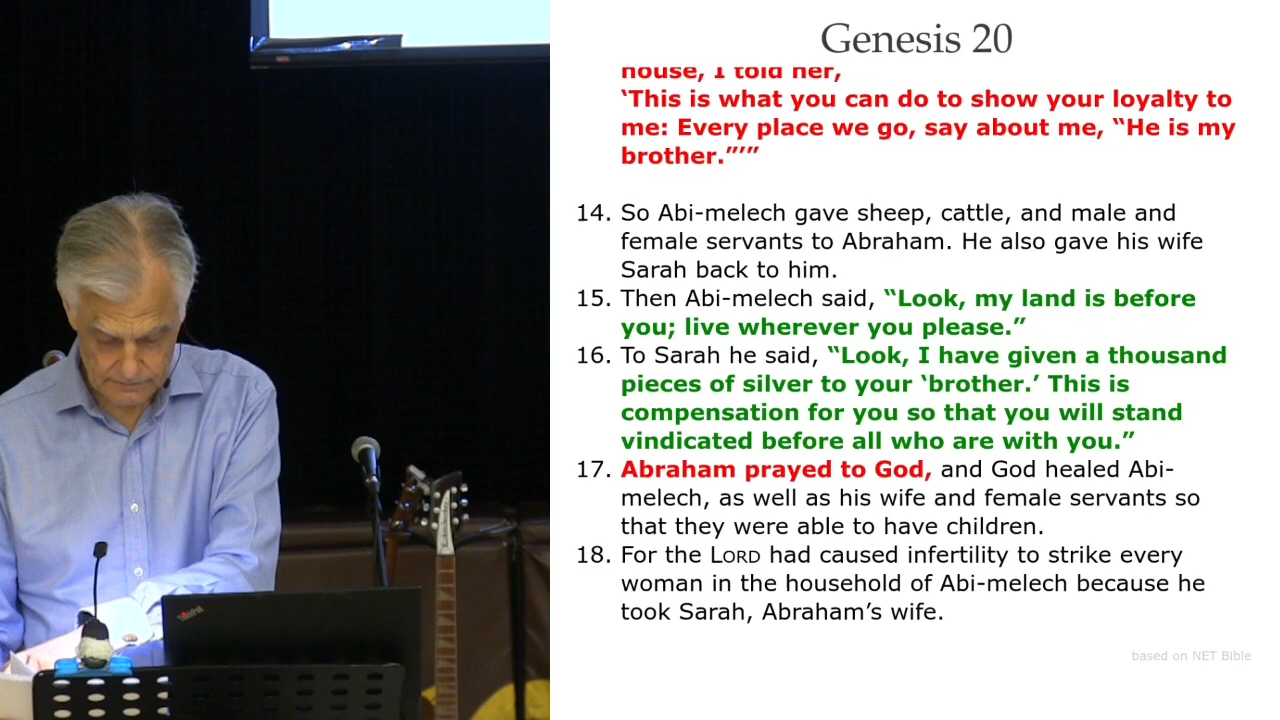 Genesis 20
house, I told her,
‘This is what you can do to show your loyalty to
me: Every place we go, say about me, “He is my
brother.”’”
14. So Abi-melech gave sheep, cattle, and male and
female servants to Abraham. He also gave his wife
Sarah back to him.
15. Then Abi-melech said, “Look, my land is before
you; live wherever you please.”
16. To Sarah he said, “Look, I have given a thousand
pieces of silver to your ‘brother.’ This is
compensation for you so that you will stand
vindicated before all who are with you.”
17. Abraham prayed to God, and God healed Abi-
melech, as well as his wife and female servants so
that they were able to have children.
18. For the LORD had caused infertility to strike every
woman in the household of Abi-melech because he
took Sarah, Abraham’s wife.
based on NET Bible